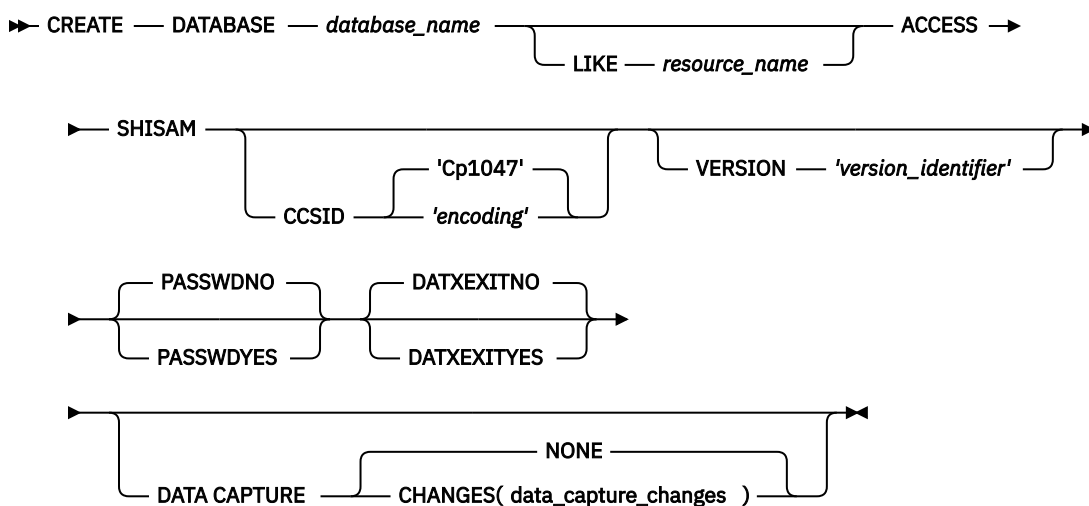 CREATE DATABASE database_name ACCESS
LIKE resource_name
SHISAM
'Cp1047'
VERSION 'version_identifier'
CCSID 'encoding'
PASSWDNO DATXEXITNO
PASSWDYES DATXEXITYES
NONE
DATA CAPTURE CHANGES( data_capture_changes )